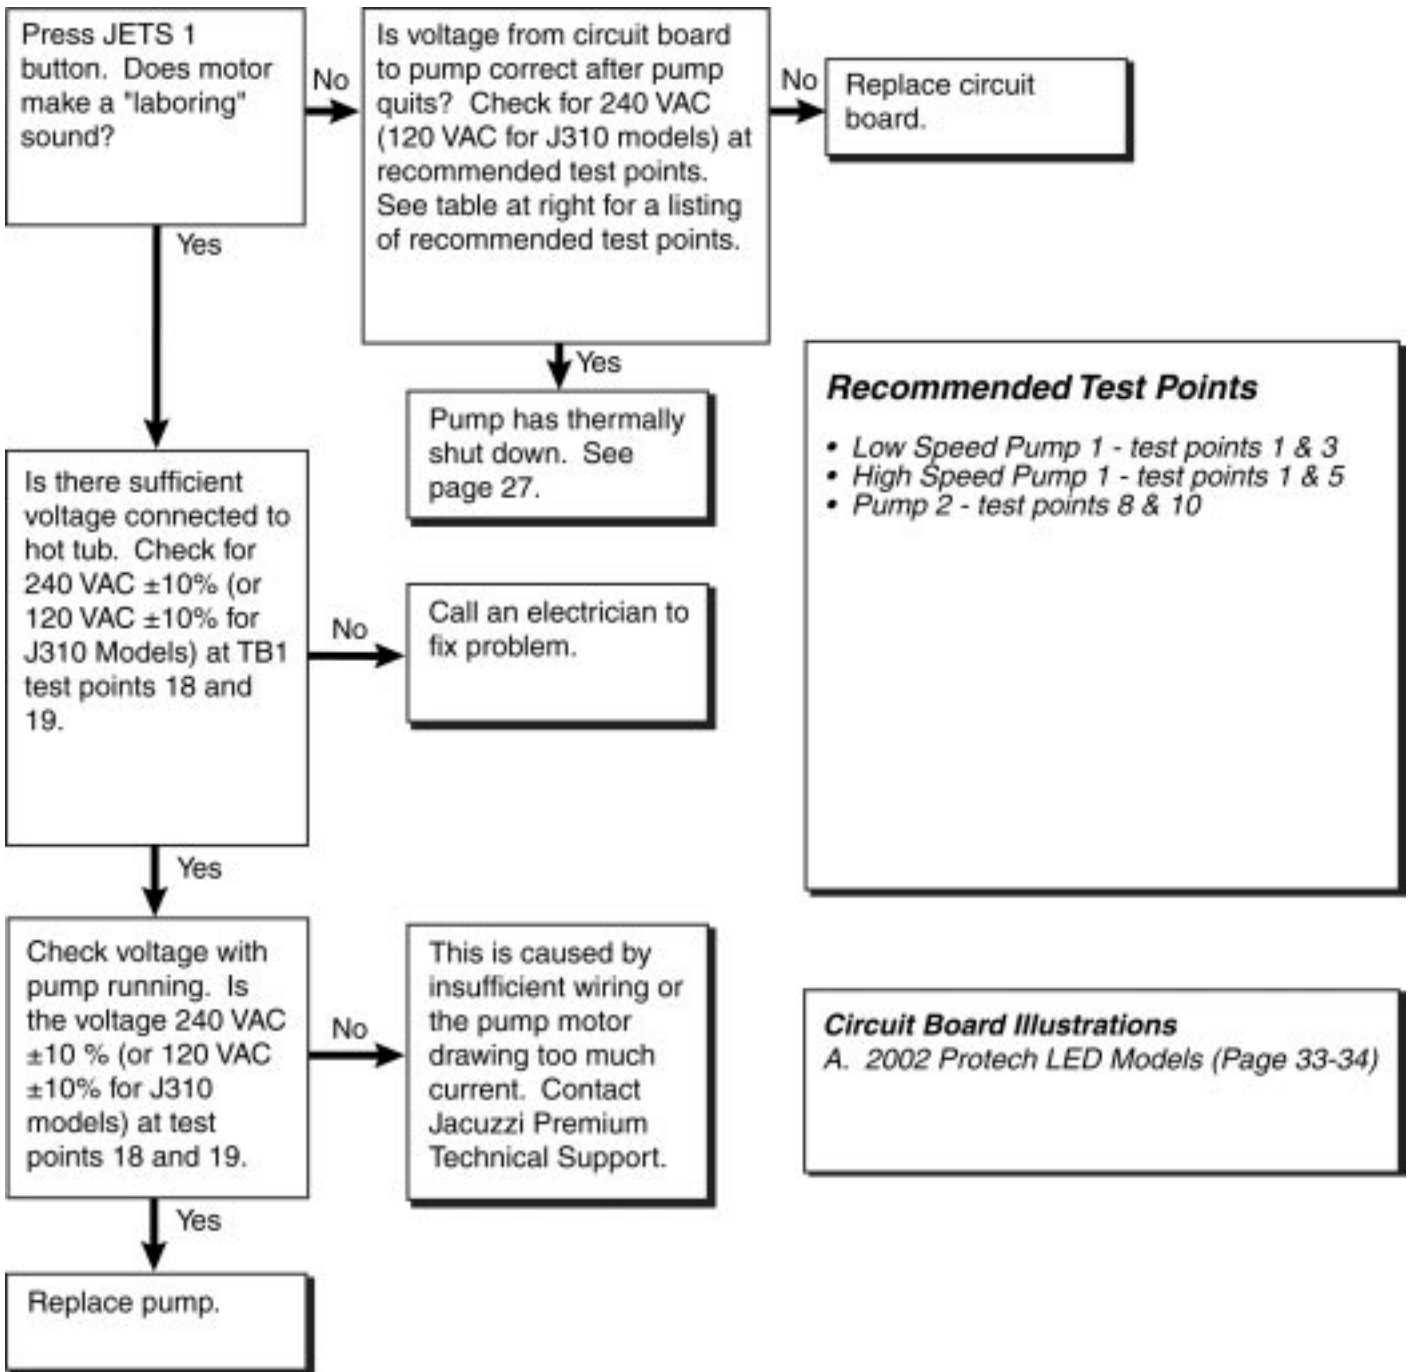 Press JETS 1
button.  Does motor
make a "laboring"
sound?
No
Is voltage from circuit board
to pump correct after pump
quits?  Check for 240 VAC
(120 VAC for J310 models) at
recommended test points.
See table at right for a listing
of recommended test points.
No
Replace circuit
board.
Yes
Yes
Pump has thermally
shut down.  See
page 27.
Recommended Test Points
• Low Speed Pump 1 - test points 1 & 3
• High Speed Pump 1 - test points 1 & 5
• Pump 2 - test points 8 & 10
Is there sufficient
voltage connected to
hot tub.  Check for
240 VAC ±10% (or
120 VAC ±10% for
J310 Models) at TB1
test points 18 and
19.
No
Call an electrician to
fix problem.
Yes
Check voltage with
pump running.  Is
the voltage 240 VAC
±10 % (or 120 VAC
±10% for J310
models) at test
points 18 and 19.
No
This is caused by
insufficient wiring or
the pump motor
drawing too much
current.  Contact
Jacuzzi Premium
Technical Support.
Circuit Board Illustrations
A.  2002 Protech LED Models (Page 33-34)
Yes
Replace pump.